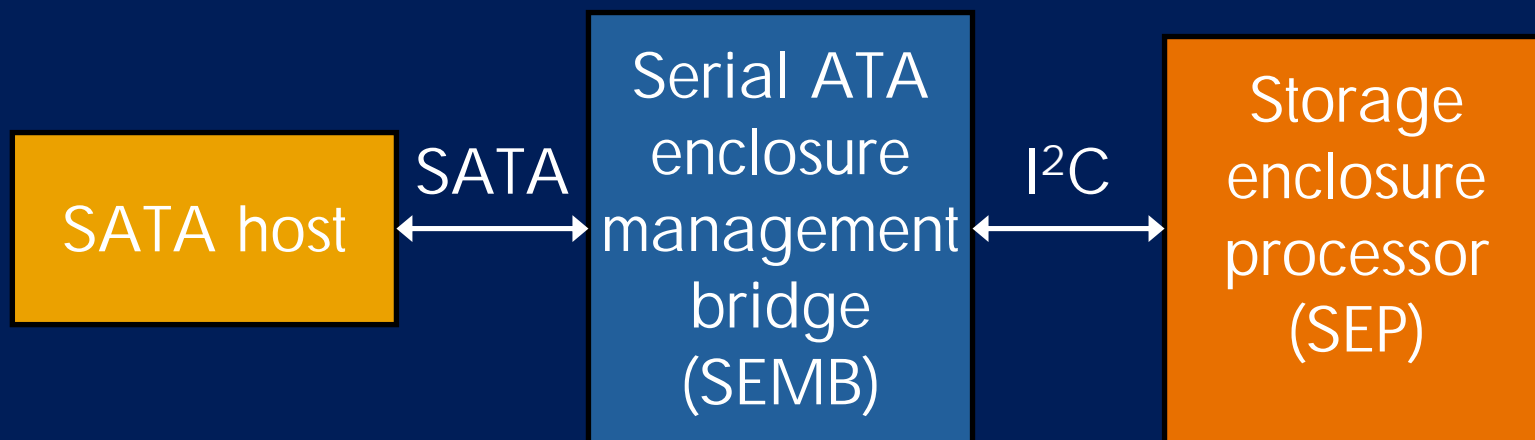 SATA host
SATA
Serial ATA
enclosure
management
bridge
(SEMB)
I²C
Storage
enclosure
processor
(SEP)